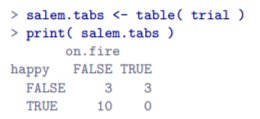 > salem.tabs <- table( trial )
> print( salem.tabs )
       on.fire
happy   FALSE TRUE
  FALSE     3    3
  TRUE     10    0